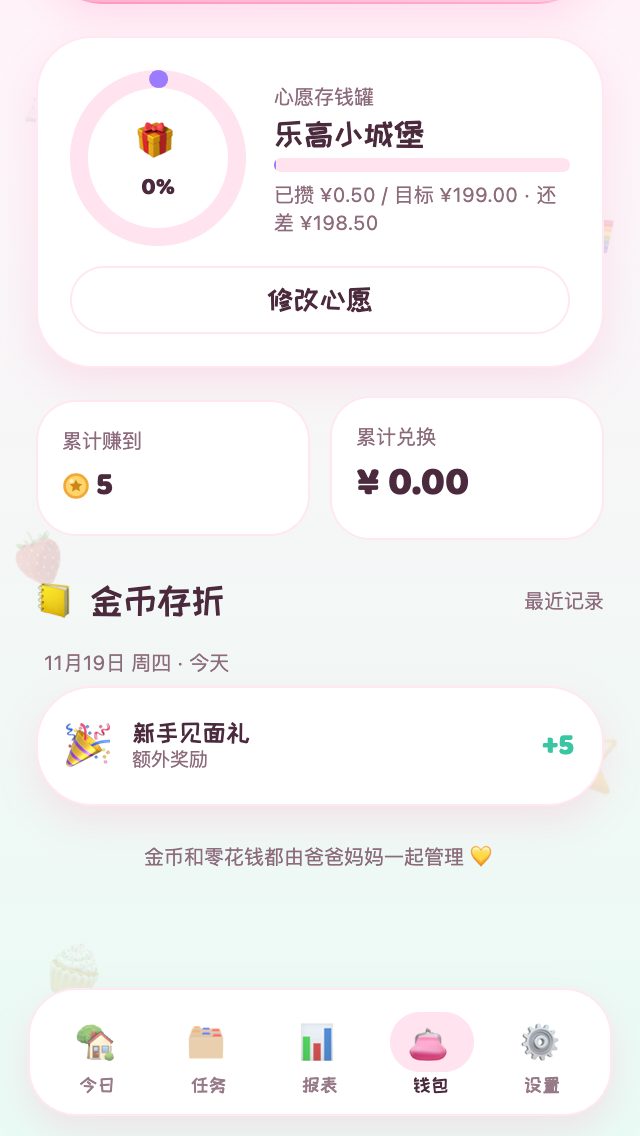 心愿存钱罐
乐高小城堡
0%
已攒 ¥0.50 / 目标 ¥199.00 · 还
差 ¥198.50
修改心愿
累计赚到
5
累计兑换
¥ 0.00
金币存折
最近记录
11月19日 周四 · 今天
新手见面礼
额外奖励
+5
金币和零花钱都由爸爸妈妈一起管理 💛
今日
任务
报表
钱包
设置